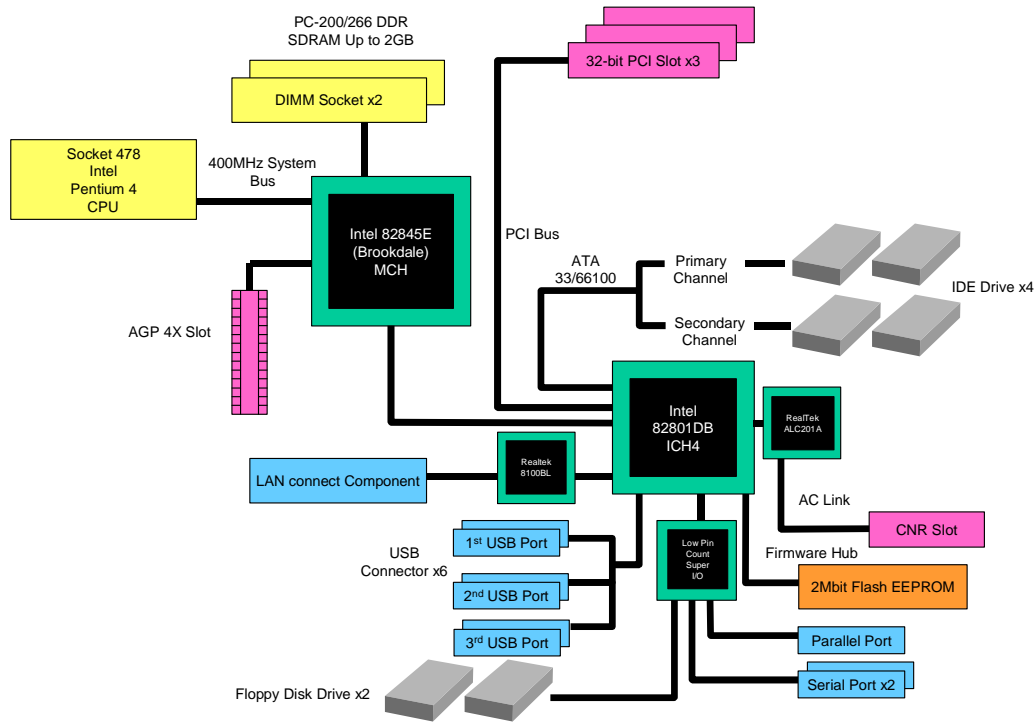 PC-200/266 DDR
SDRAM Up to 2GB
DIMM Socket x2
32-bit PCI Slot x3
Socket 478
Intel
Pentium 4
CPU
400MHz System
Bus
Intel 82845E
(Brookdale)
MCH
AGP 4X Slot
PCI Bus
ATA
33/66100
Primary
Channel
Secondary
Channel
IDE Drive x4
Intel
82801DB
ICH4
RealTek
ALC201A
Realtek
8100BL
LAN connect Component
AC Link
CNR Slot
USB
Connector x6
1st USB Port
2nd USB Port
3rd USB Port
Low Pin
Count
Super
I/O
Firmware Hub
2Mbit Flash EEPROM
Parallel Port
Serial Port x2
Floppy Disk Drive x2